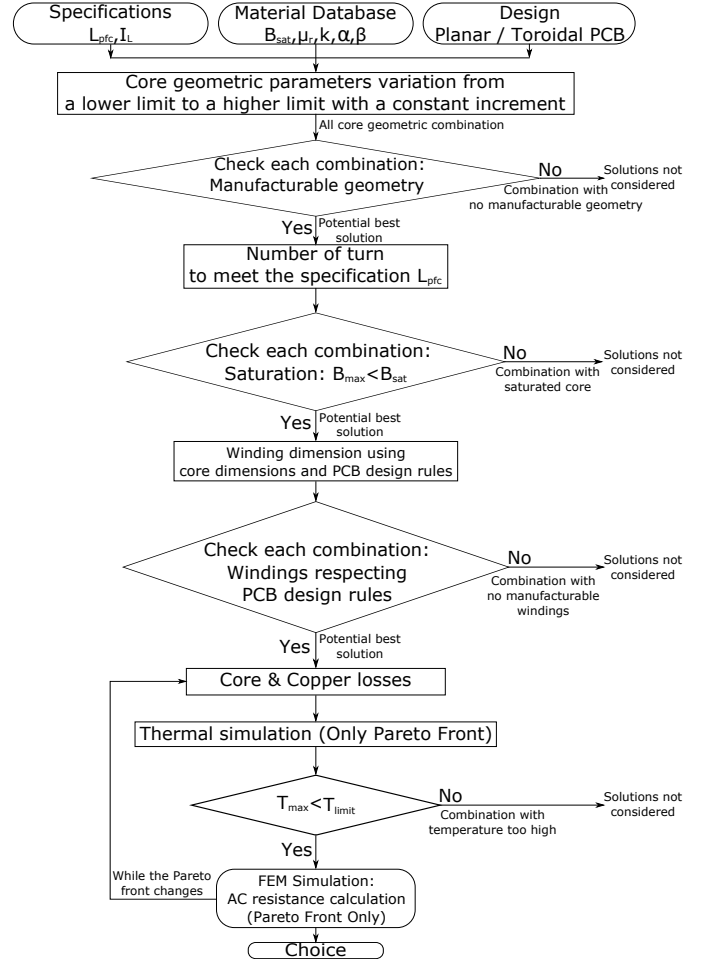 Specifications
Lpfc,IL
Material Database
Bsat,μr,k,α,β
Design
Planar / Toroidal PCB
Core geometric parameters variation from
a lower limit to a higher limit with a constant increment
All core geometric combination
Check each combination:
Manufacturable geometry
No
Combination with
no manufacturable geometry
Solutions not
considered
Yes
Potential best
solution
Number of turn
to meet the specification Lpfc
Check each combination:
Saturation: Bmax<Bsat
No
Combination with
saturated core
Solutions not
considered
Yes
Potential best
solution
Winding dimension using
core dimensions and PCB design rules
Check each combination:
Windings respecting
PCB design rules
No
Combination with
no manufacturable
windings
Solutions not
considered
Yes
Potential best
solution
Core & Copper losses
Thermal simulation (Only Pareto Front)
Tmax<Tlimit
No
Combination with
temperature too high
Solutions not
considered
Yes
While the Pareto
front changes
FEM Simulation:
AC resistance calculation
(Pareto Front Only)
Choice